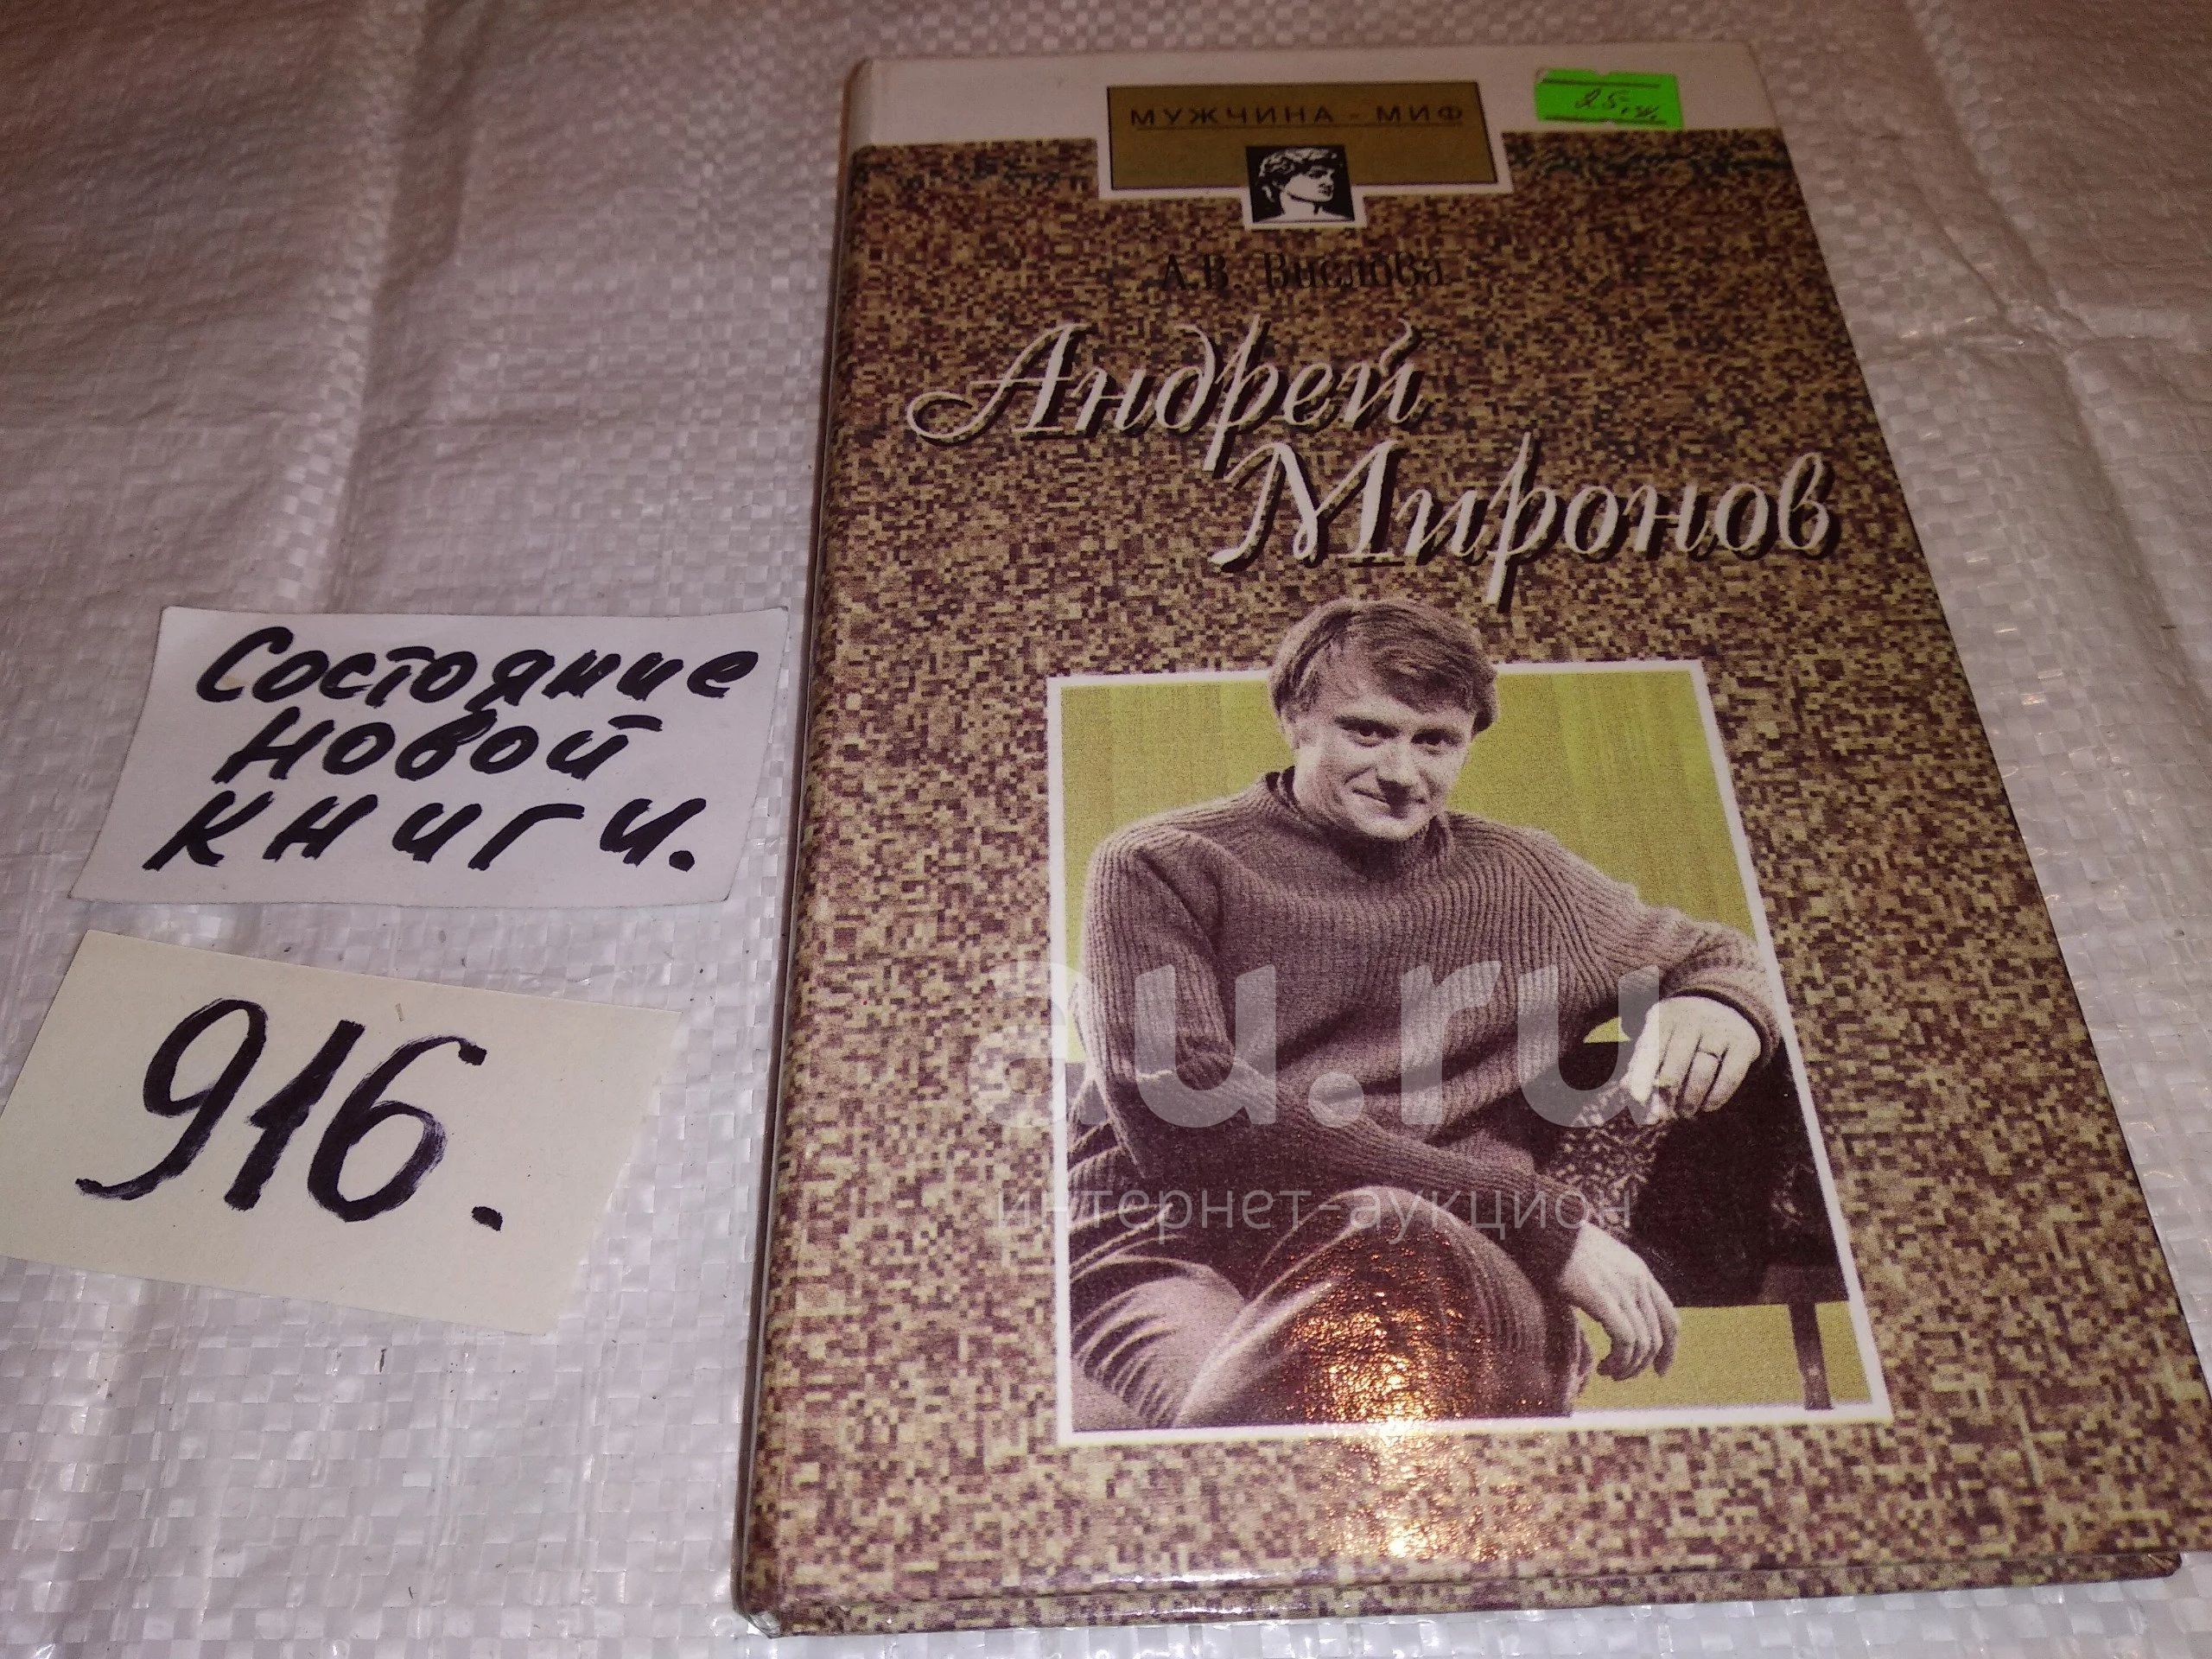 МУЖЧИНА - МИФ
А.В. Вислова
Андрей
Миронов
Состояние
новой
книги.
916.
au.ru
интернет-аукцион